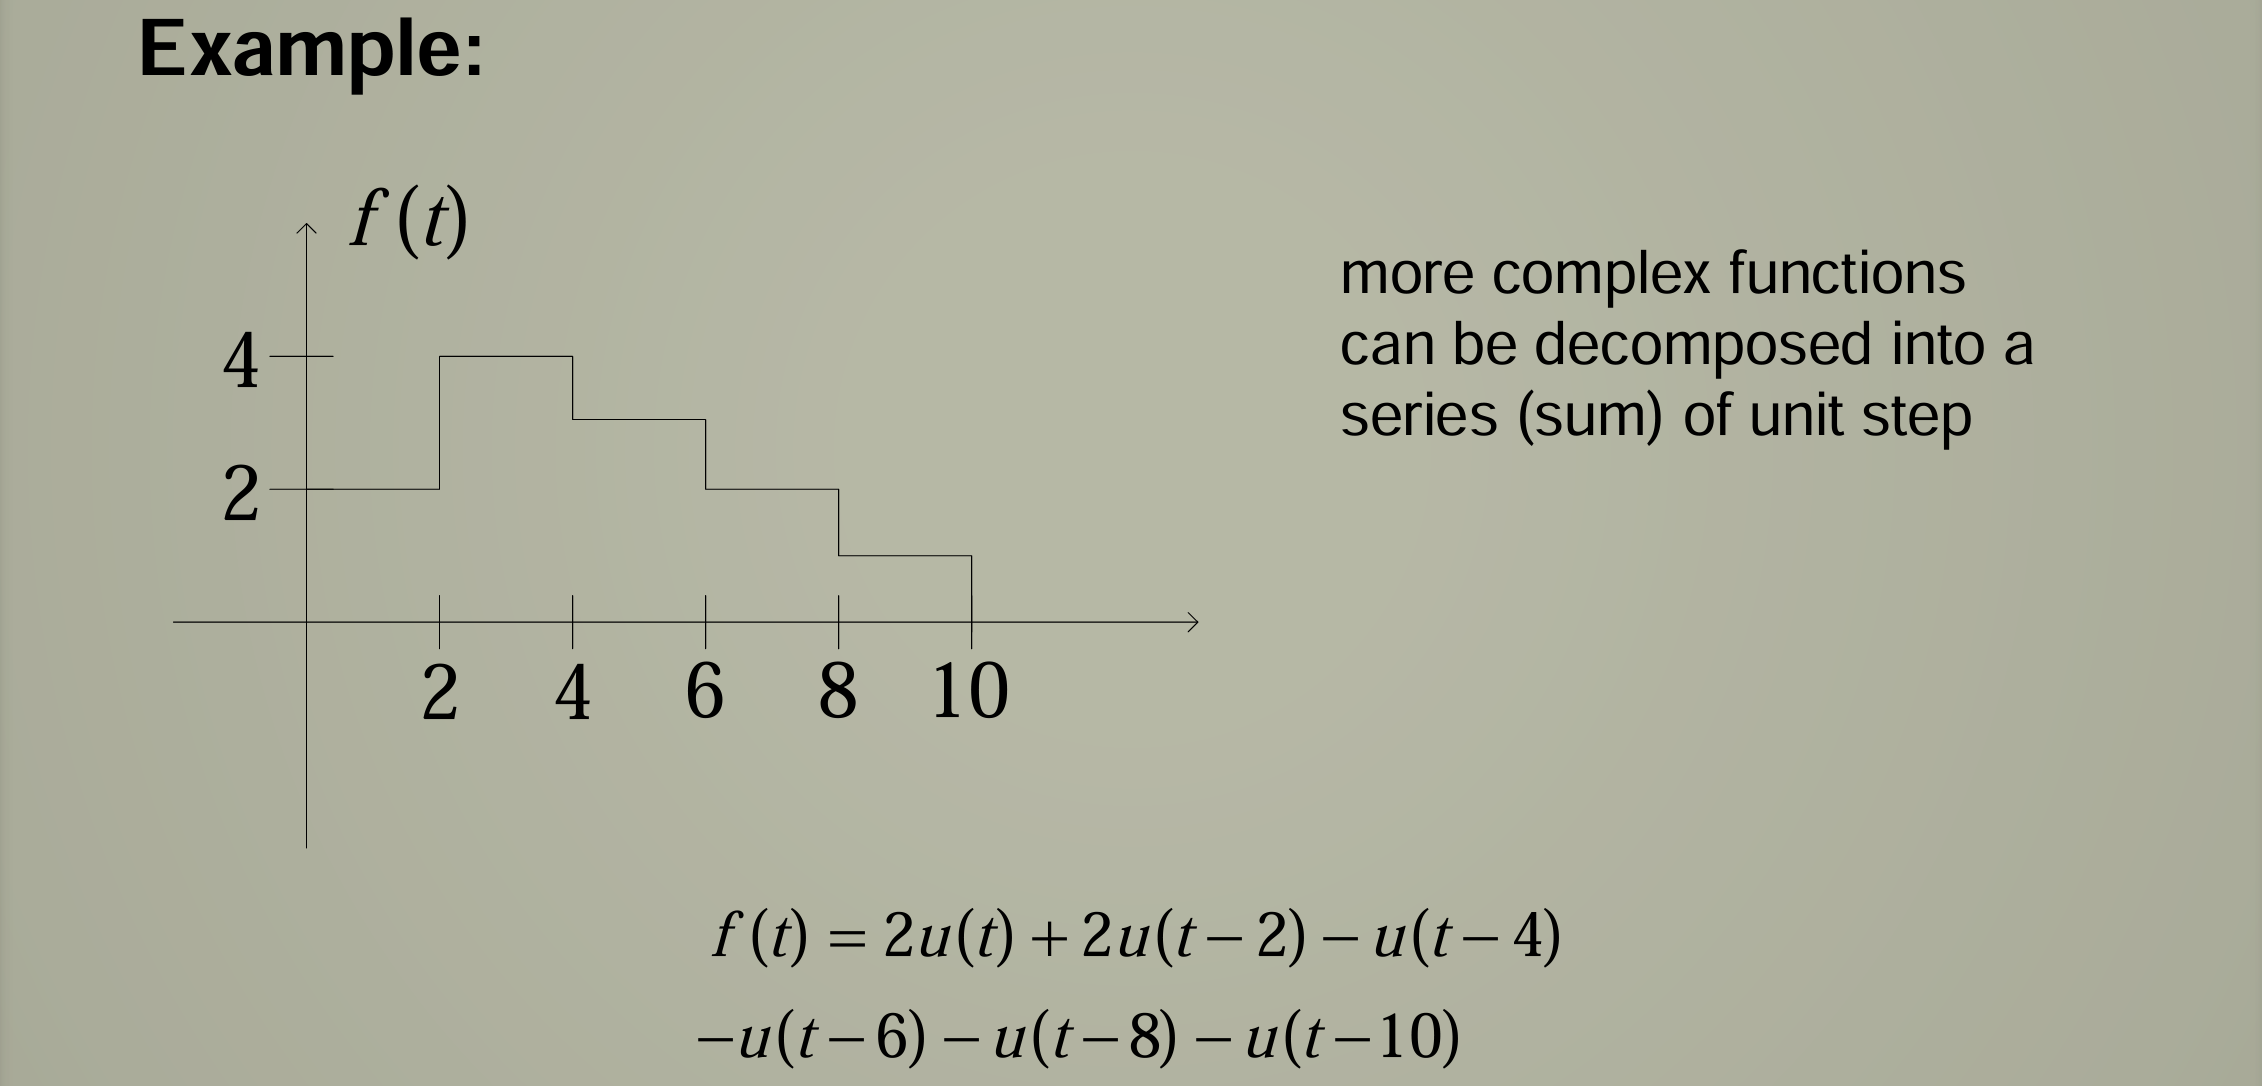 Example:
f (t)
more complex functions
can be decomposed into a
series (sum) of unit step
4
2
2 4 6 8 10
f (t) = 2u(t) + 2u(t − 2) − u(t − 4)
−u(t − 6) − u(t − 8) − u(t −10)